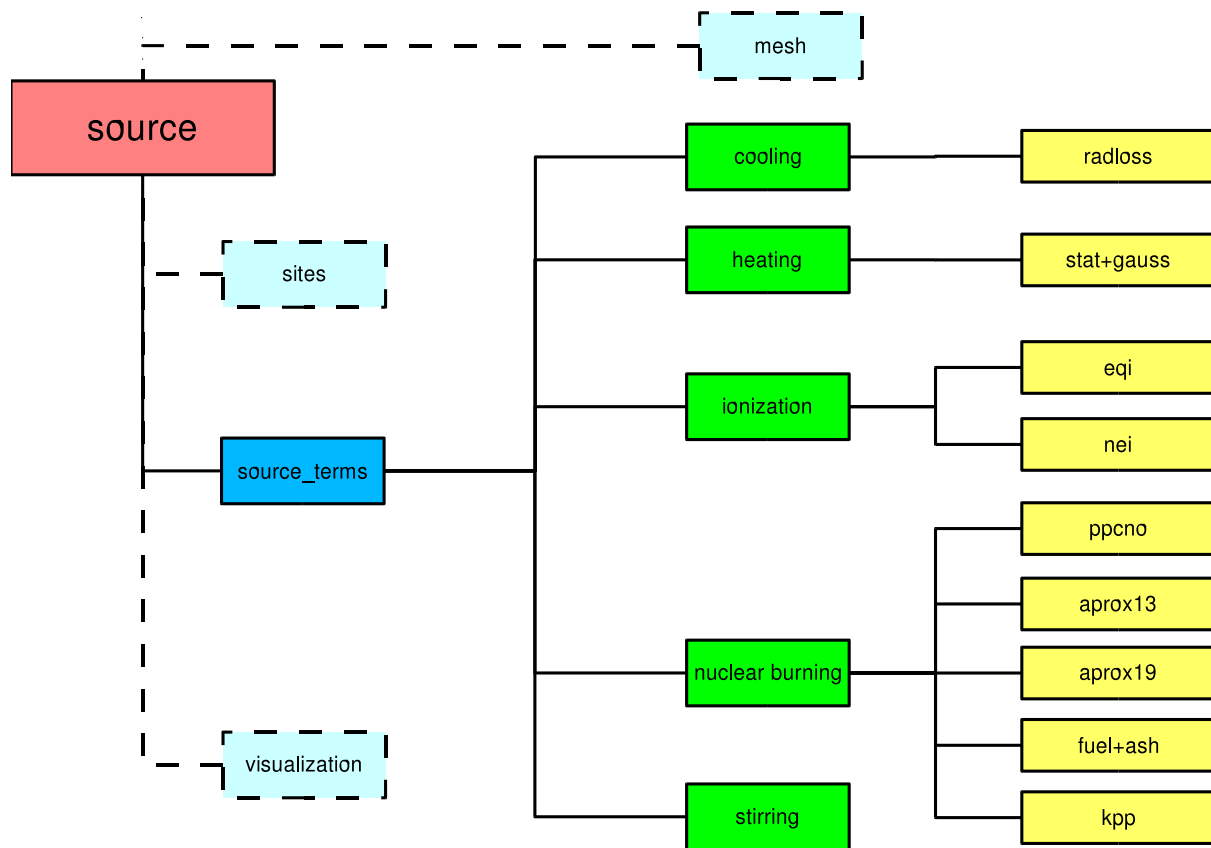 mesh
source
cooling
radloss
heating
stat+gauss
sites
eqi
ionization
nei
source_terms
ppcno
aprox13
nuclear burning
aprox19
fuel+ash
visualization
stirring
kpp